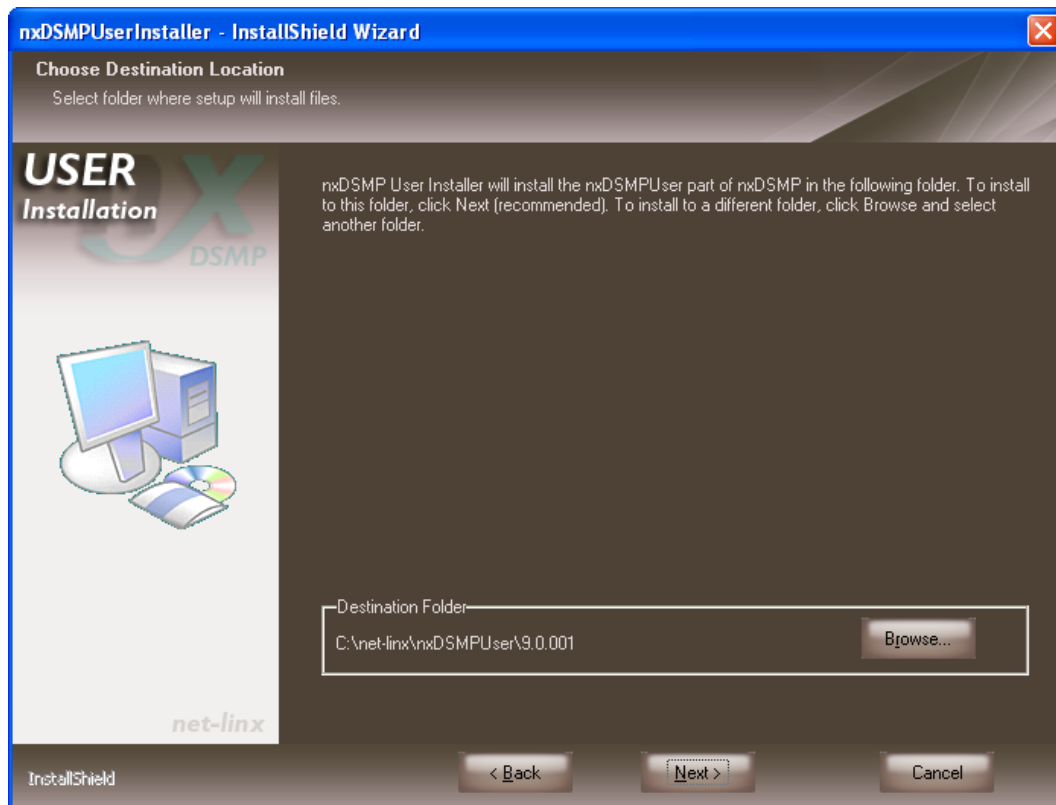 nxDSMPUserInstaller - InstallShield Wizard
Choose Destination Location
Select folder where setup will install files.
USER
Installation
DSMP
nxDSMP User Installer will install the nxDSMPUser part of nxDSMP in the following folder. To install
to this folder, click Next (recommended). To install to a different folder, click Browse and select
another folder.
Destination Folder
C:\net-linx\nxDSMPUser\9.0.001
Browse...
net-linx
InstallShield
< Back
Next >
Cancel